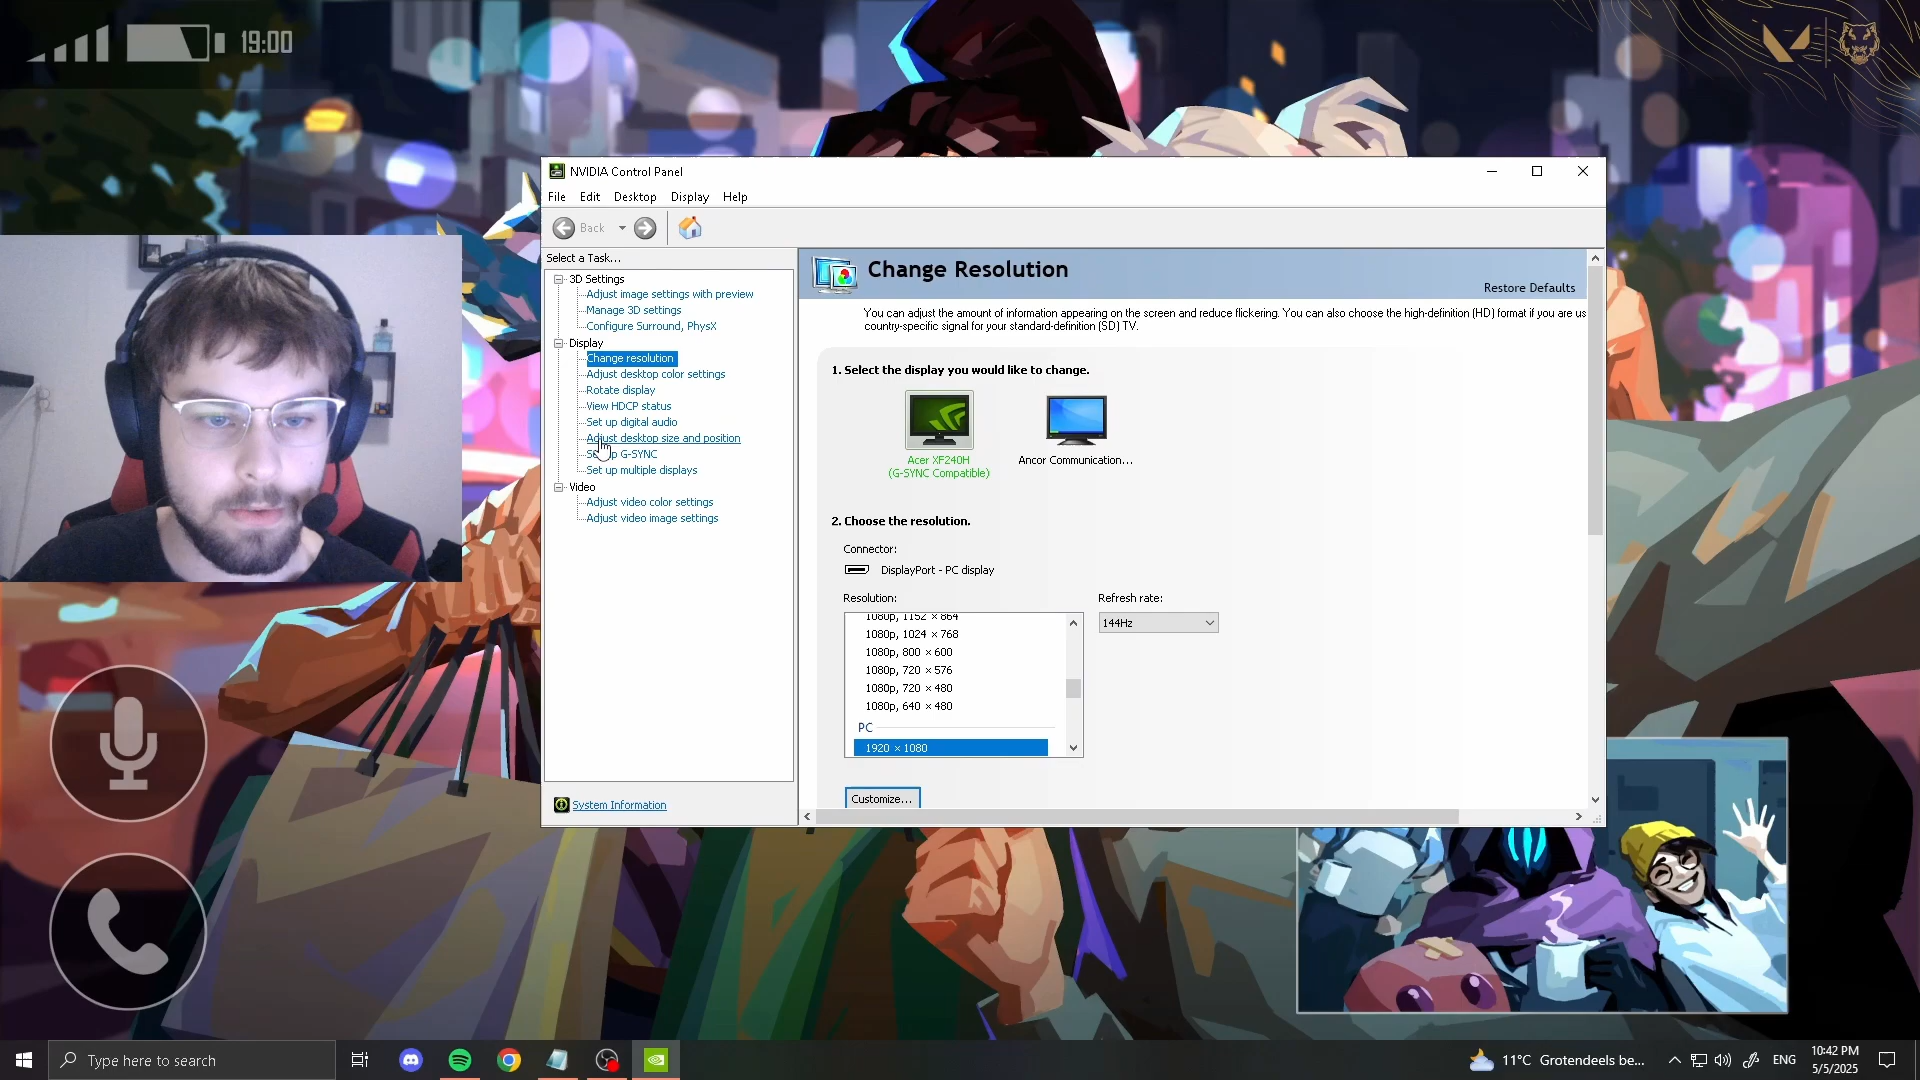 19:00
NVIDIA Control Panel
File Edit Desktop Display Help
Back
Select a Task...
3D Settings
Adjust image settings with preview
Manage 3D settings
Configure Surround, PhysX
Display
Change resolution
Adjust desktop color settings
Rotate display
View HDCP status
Set up digital audio
Adjust desktop size and position
Set up G-SYNC
Set up multiple displays
Video
Adjust video color settings
Adjust video image settings
System Information
Change Resolution
Restore Defaults
You can adjust the amount of information appearing on the screen and reduce flickering. You can also choose the high-definition (HD) format if you are us
country-specific signal for your standard-definition (SD) TV.
1. Select the display you would like to change.
Acer XF240H
(G-SYNC Compatible)
Ancor Communication...
2. Choose the resolution.
Connector:
DisplayPort - PC display
Resolution:
Refresh rate:
1080p, 1152 × 864
144Hz
1080p, 1024 × 768
1080p, 800 × 600
1080p, 720 × 576
1080p, 720 × 480
1080p, 640 × 480
PC
1920 × 1080
Customize...
Type here to search
11°C Grotendeels be...
ENG
10:42 PM
5/5/2025